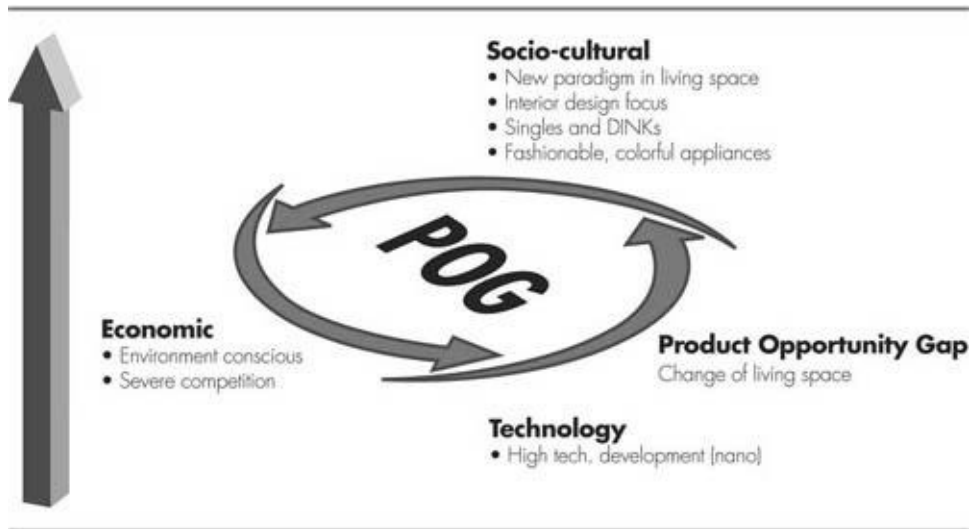 Socio-cultural
• New paradigm in living space
• Interior design focus
• Singles and DINKs
• Fashionable, colorful appliances
POG
Economic
• Environment conscious
• Severe competition
Product Opportunity Gap
Change of living space
Technology
• High tech, development (nano)